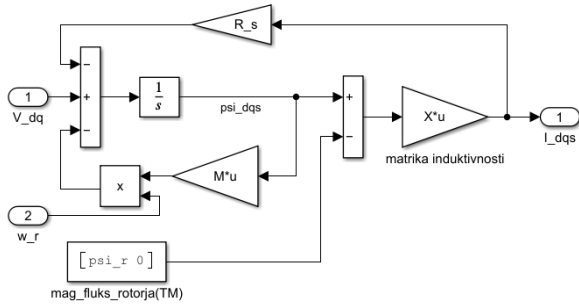 R_s
−
+
−
1
V_dq
1
s
psi_dqs
+
−
X*u
matrika induktivnosti
1
I_dqs
x
M*u
2
w_r
[psi_r 0]
mag_fluks_rotorja(TM)